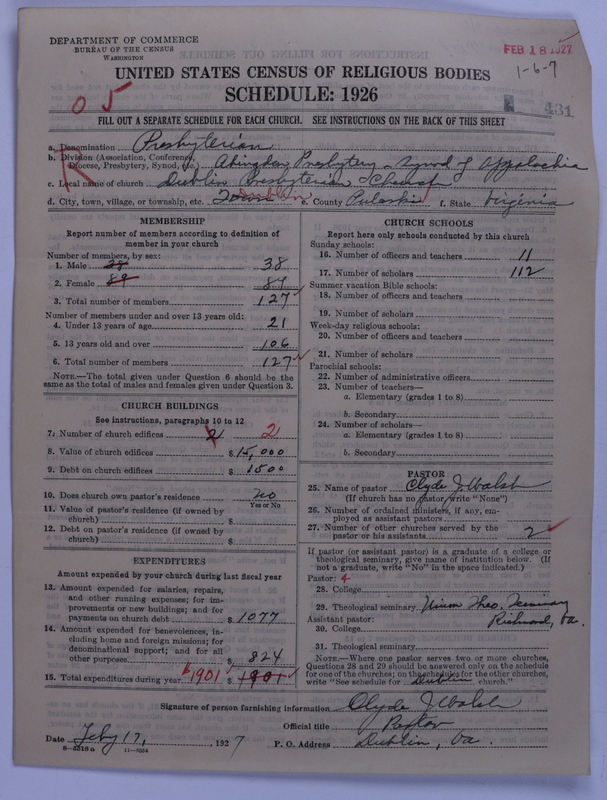 DEPARTMENT OF COMMERCE
BUREAU OF THE CENSUS
WASHINGTON
FEB 18 1927
1-6-7
UNITED STATES CENSUS OF RELIGIOUS BODIES
SCHEDULE: 1926
05
431
FILL OUT A SEPARATE SCHEDULE FOR EACH CHURCH. SEE INSTRUCTIONS ON THE BACK OF THIS SHEET
R
a. Denomination Presbyterian
b. Division (Association, Conference, Diocese, Presbytery, Synod, etc.) Abingdon Presbytery - Synod of Appalachia
c. Local name of church Dublin Presbyterian Church
d. City, town, village, or township, etc. Town Dublin e. County Pulaski f. State Virginia
MEMBERSHIP
Report number of members according to definition of
member in your church
Number of members, by sex:
1. Male 38 38
2. Female 89 89
3. Total number of members 127
Number of members under and over 13 years old:
4. Under 13 years of age 21
5. 13 years old and over 106
6. Total number of members 127
NOTE.—The total given under Question 6 should be the
same as the total of males and females given under Question 3.
CHURCH BUILDINGS
See instructions, paragraphs 10 to 12
7. Number of church edifices 2 2
8. Value of church edifices $15,000
9. Debt on church edifices $1500
10. Does church own pastor's residence no
Yes or No
11. Value of pastor's residence (if owned by
church) $
12. Debt on pastor's residence (if owned by
church) $
EXPENDITURES
Amount expended by your church during last fiscal year
13. Amount expended for salaries, repairs,
and other running expenses; for im-
provements or new buildings; and for
payments on church debt $1077
14. Amount expended for benevolences, in-
cluding home and foreign missions; for
denominational support; and for all
other purposes $824
15. Total expenditures during year 1901 $1901
CHURCH SCHOOLS
Report here only schools conducted by this church
Sunday schools:
16. Number of officers and teachers 11
17. Number of scholars 112
Summer vacation Bible schools:
18. Number of officers and teachers
19. Number of scholars
Week-day religious schools:
20. Number of officers and teachers
21. Number of scholars
Parochial schools:
22. Number of administrative officers
23. Number of teachers—
a. Elementary (grades 1 to 8)
b. Secondary
24. Number of scholars—
a. Elementary (grades 1 to 8)
b. Secondary
PASTOR
25. Name of pastor Clyde J. Walsh
(If church has no pastor, write "None")
26. Number of ordained ministers, if any, em-
ployed as assistant pastors
27. Number of other churches served by the
pastor or his assistants 2
If pastor (or assistant pastor) is a graduate of a college or
theological seminary, give name of institution below. (If
not a graduate, write "No" in the space indicated.)
Pastor: 4
28. College
29. Theological seminary Union Theo. Seminary
Assistant pastor: Richmond, Va.
30. College
31. Theological seminary
NOTE.—Where one pastor serves two or more churches,
Questions 28 and 29 should be answered only on the schedule
for one of the churches; on the schedules for the other churches,
write "See schedule for Dublin church."
Signature of person furnishing information Clyde J. Walsh
Official title Pastor
Date Feby 17, 1927 P. O. Address Dublin, Va.
8-5518a 11-9334